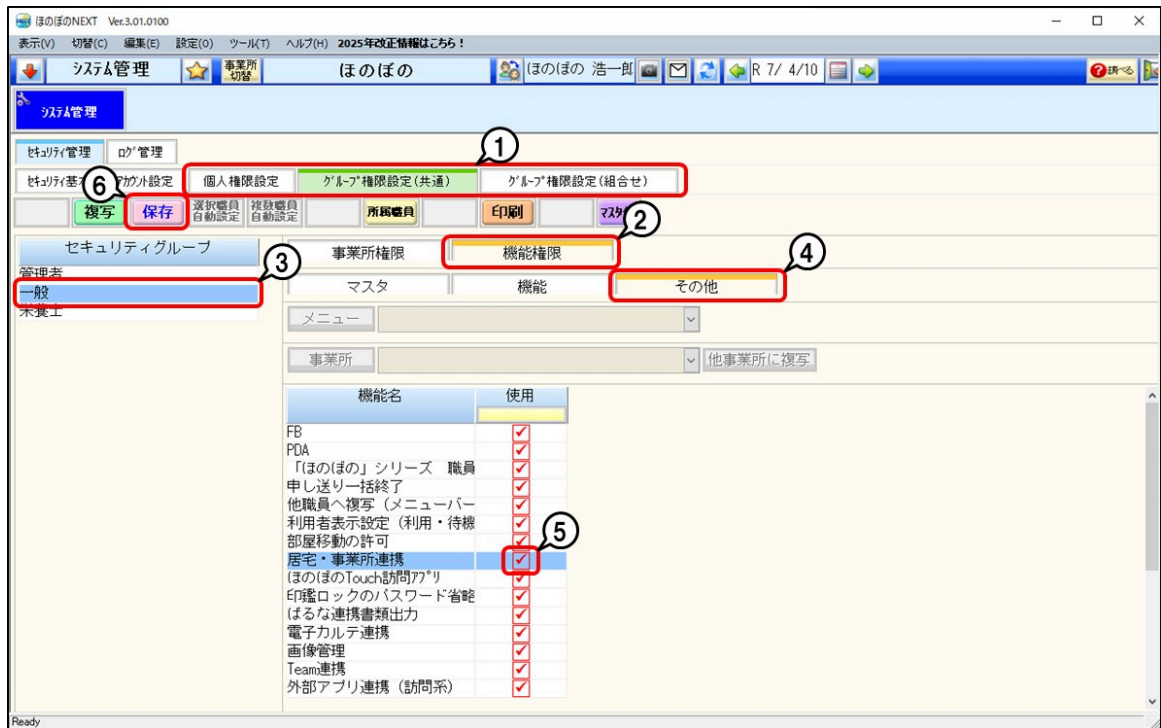 ほのぼのNEXT Ver.3.01.0100
表示(V) 切替(C) 編集(E) 設定(O) ツール(T) ヘルプ(H) 2025年改正情報はこちら！
ｼｽﾃﾑ管理 事業所切替 ほのぼの ほのぼの 浩一郎 R 7/ 4/10 調べる
ｼｽﾃﾑ管理
ｾｷｭﾘﾃｨ管理 ﾛｸﾞ管理
①
ｾｷｭﾘﾃｨ基 ｱｶｳﾝﾄ設定 個人権限設定 ｸﾞﾙｰﾌﾟ権限設定(共通) ｸﾞﾙｰﾌﾟ権限設定(組合せ)
⑥
複写 保存 選択職員自動設定 複数職員自動設定 所属職員 印刷 ﾏｽﾀ
②
セキュリティグループ 事業所権限 機能権限
③ ④
管理者
一般 マスタ 機能 その他
栄養士
メニュー
事業所 他事業所に複写
機能名 使用
FB
PDA
「ほのぼの」シリーズ 職員
申し送り一括終了
他職員へ複写（メニューバー
利用者表示設定（利用・待機
部屋移動の許可
⑤
居宅・事業所連携
ほのぼのTouch訪問ｱﾌﾟﾘ
印鑑ロックのパスワード省略
ぱるな連携書類出力
電子カルテ連携
画像管理
Team連携
外部アプリ連携（訪問系）
Ready